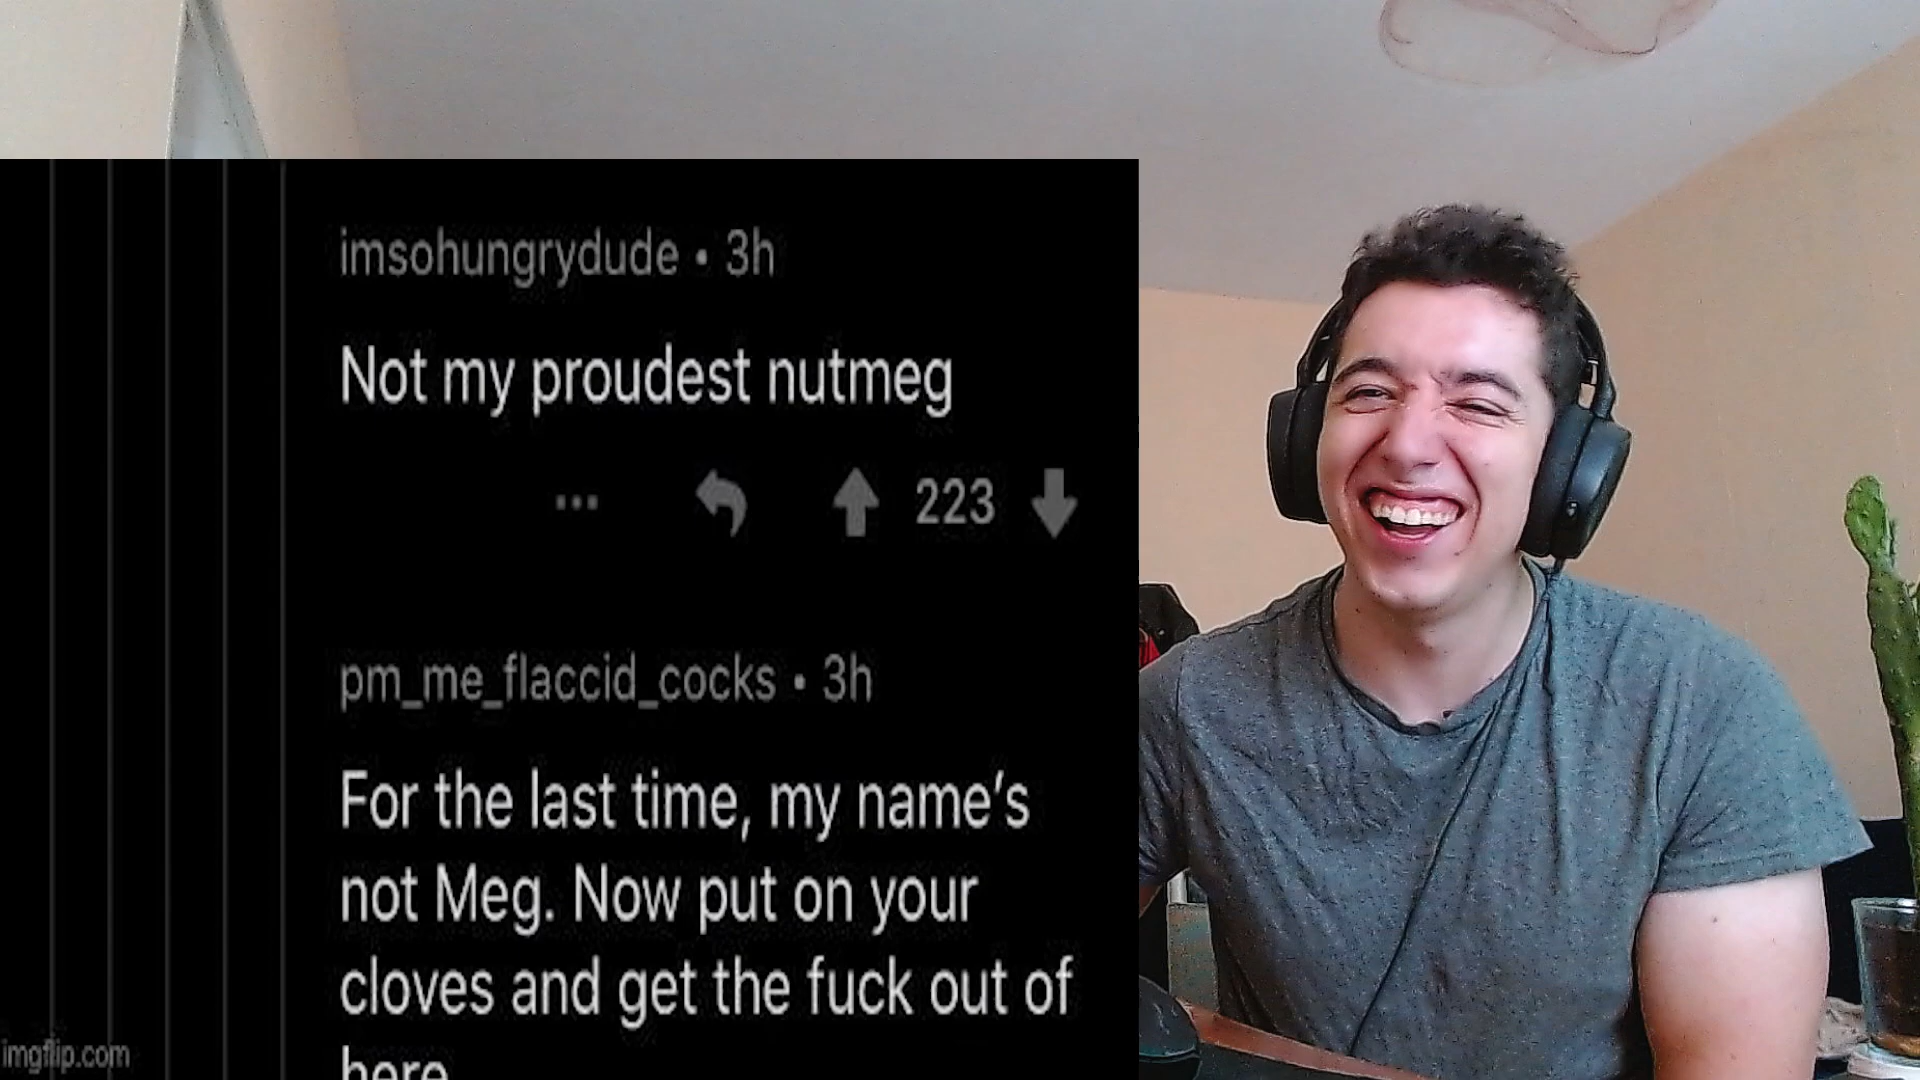 imsohungrydude • 3h
Not my proudest nutmeg
... 223
pm_me_flaccid_cocks • 3h
For the last time, my name's
not Meg. Now put on your
cloves and get the fuck out of
here
imgflip.com